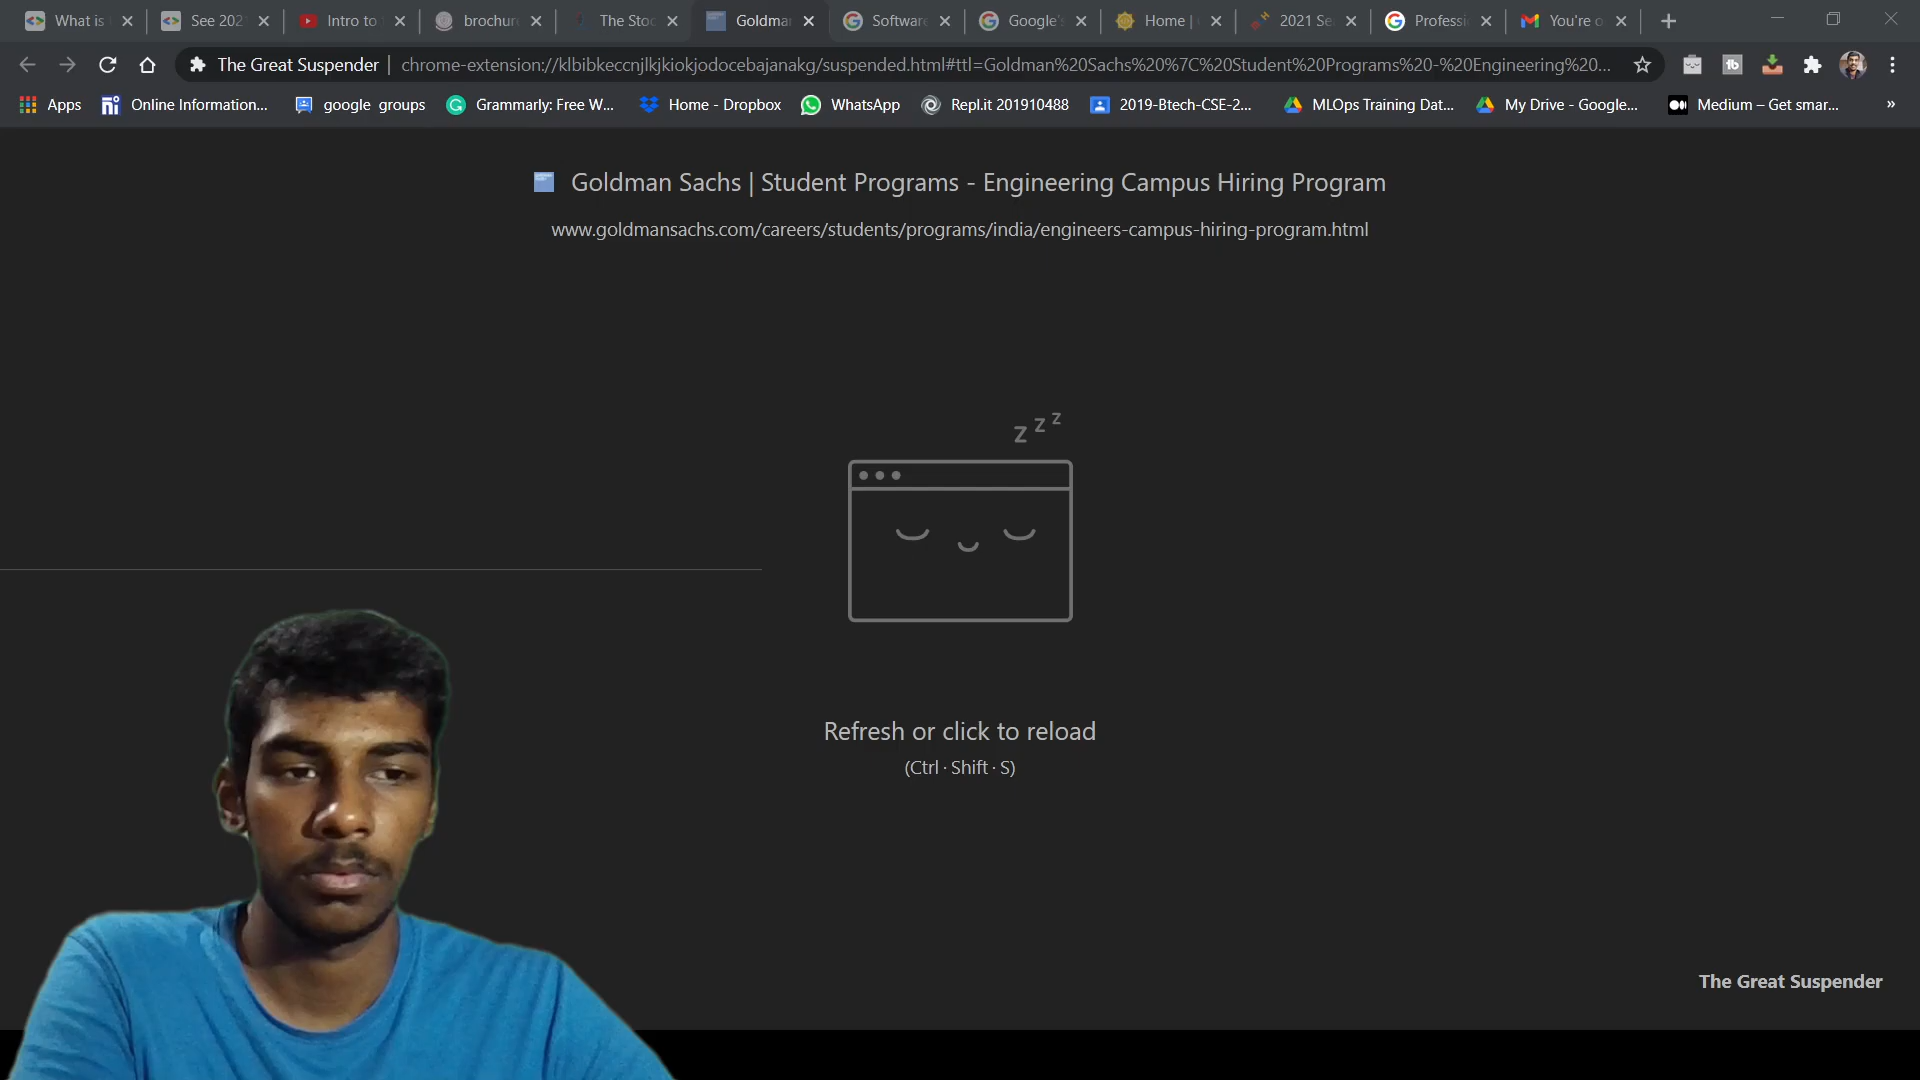 What is
See 202
Intro to
brochur
The Stoc
Goldma
Software
Google'
Home |
2021 Se
Professi
You're o
The Great Suspender
chrome-extension://klbibkeccnjlkjkiokjodocebajanakg/suspended.html#ttl=Goldman%20Sachs%20%7C%20Student%20Programs%20-%20Engineering%20...
Apps
Online Information...
google groups
Grammarly: Free W...
Home - Dropbox
WhatsApp
Repl.it 201910488
2019-Btech-CSE-2...
MLOps Training Dat...
My Drive - Google...
Medium – Get smar...
»
Goldman Sachs | Student Programs - Engineering Campus Hiring Program
www.goldmansachs.com/careers/students/programs/india/engineers-campus-hiring-program.html
z z z
Refresh or click to reload
(Ctrl · Shift · S)
The Great Suspender